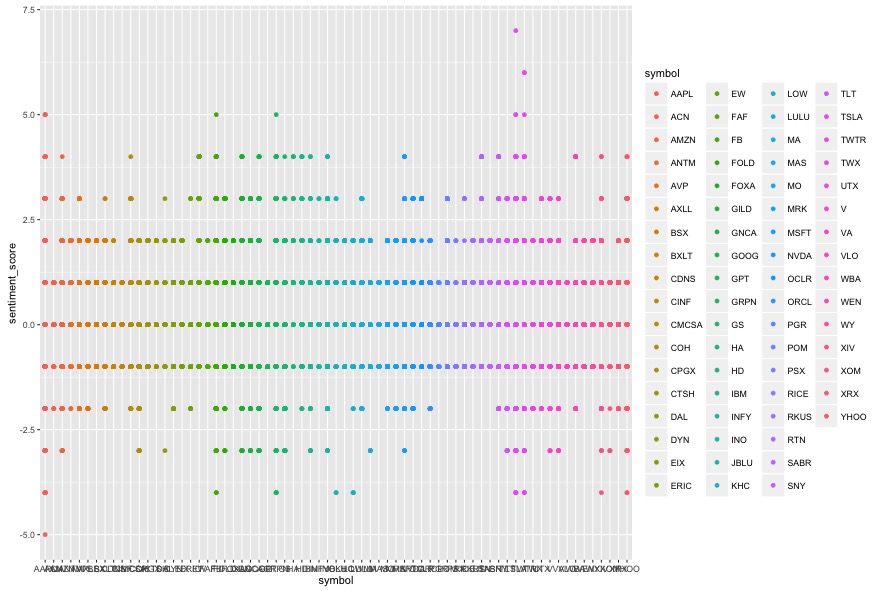 7.5
5.0
2.5
0.0
-2.5
-5.0
sentiment_score
symbol
symbol
AAPL EW LOW TLT
ACN FAF LULU TSLA
AMZN FB MA TWTR
ANTM FOLD MAS TWX
AVP FOXA MO UTX
AXLL GILD MRK V
BSX GNCA MSFT VA
BXLT GOOG NVDA VLO
CDNS GPT OCLR WBA
CINF GRPN ORCL WEN
CMCSA GS PGR WY
COH HA POM XIV
CPGX HD PSX XOM
CTSH IBM RICE XRX
DAL INFY RKUS YHOO
DYN INO RTN
EIX JBLU SABR
ERIC KHC SNY